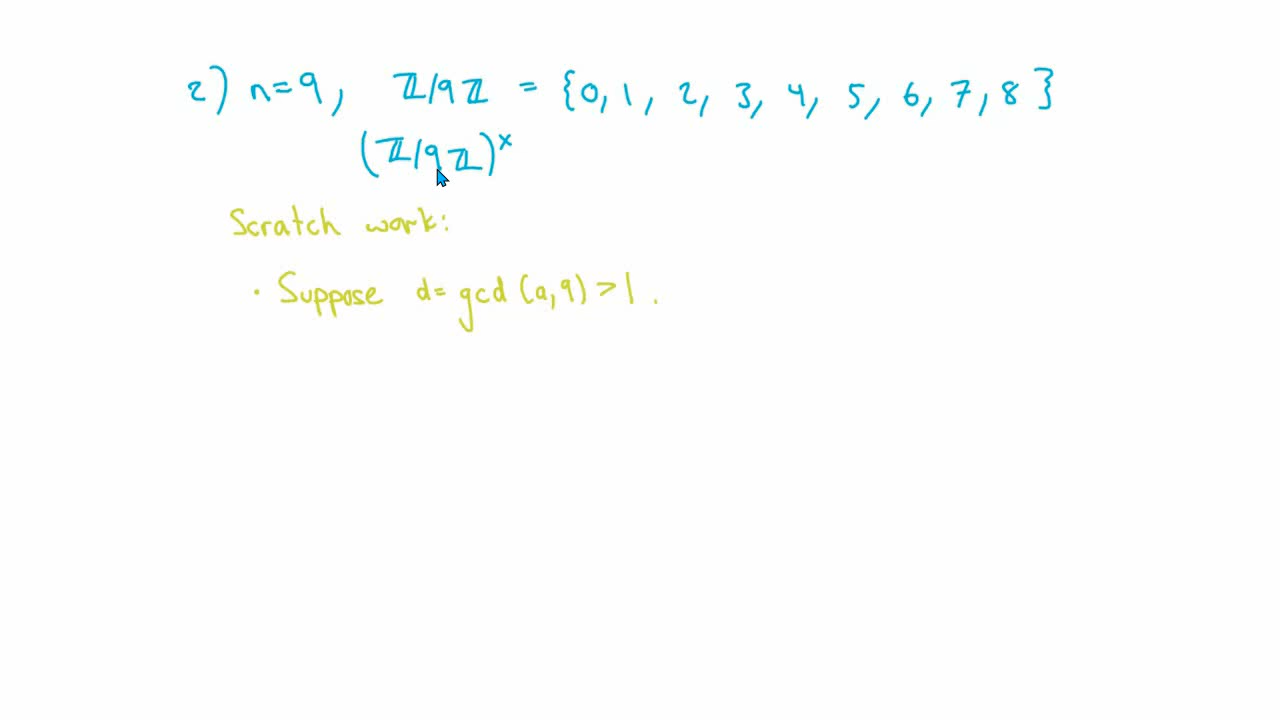 2) n=9, ℤ/9ℤ = {0, 1, 2, 3, 4, 5, 6, 7, 8}
(ℤ/9ℤ)ˣ
Scratch work:
• Suppose d= gcd (a, 9) > 1.